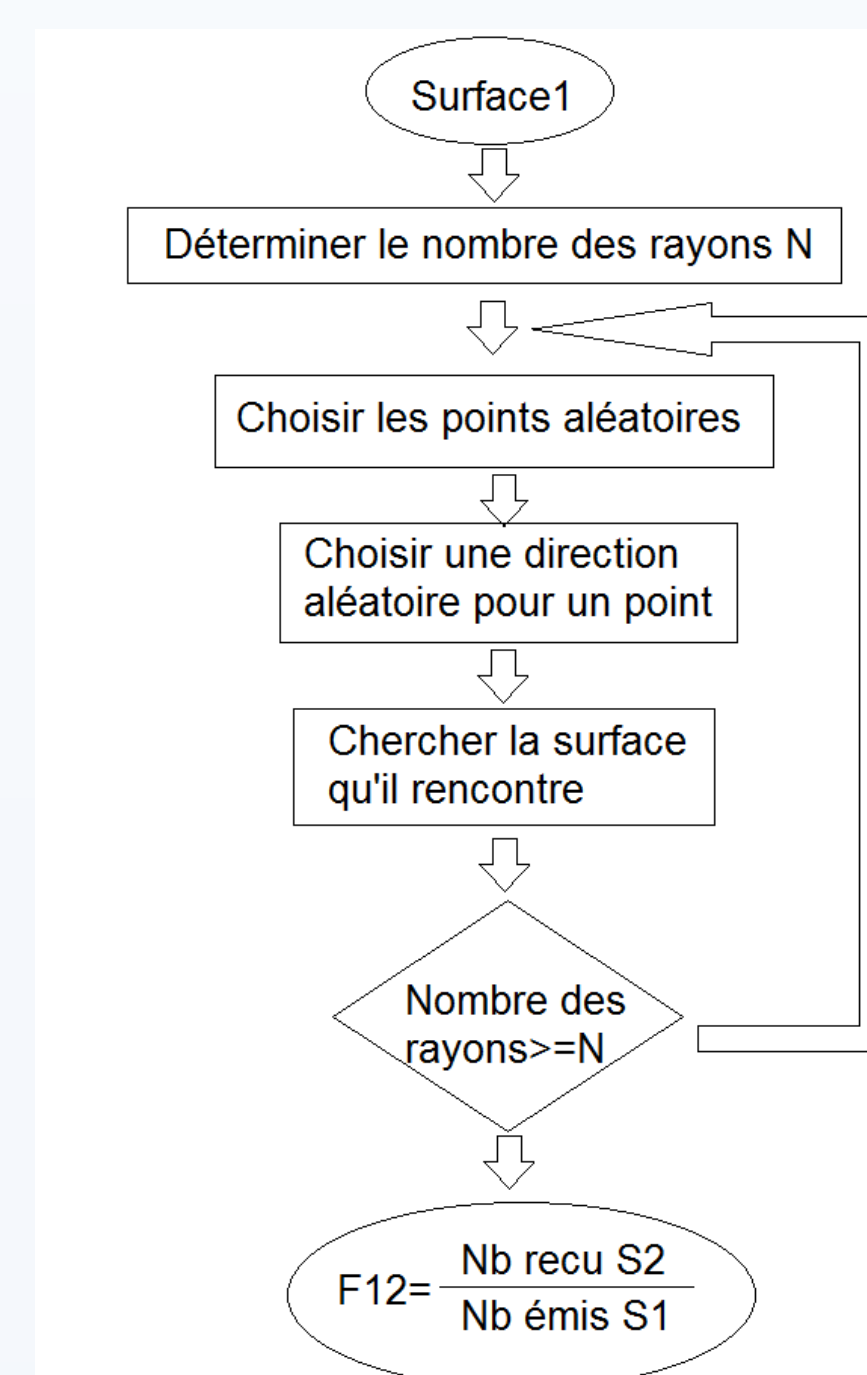 Surface1
Déterminer le nombre des rayons N
Choisir les points aléatoires
Choisir une direction
aléatoire pour un point
Chercher la surface
qu'il rencontre
Nombre des
rayons>=N
F12=
Nb recu S2
Nb émis S1